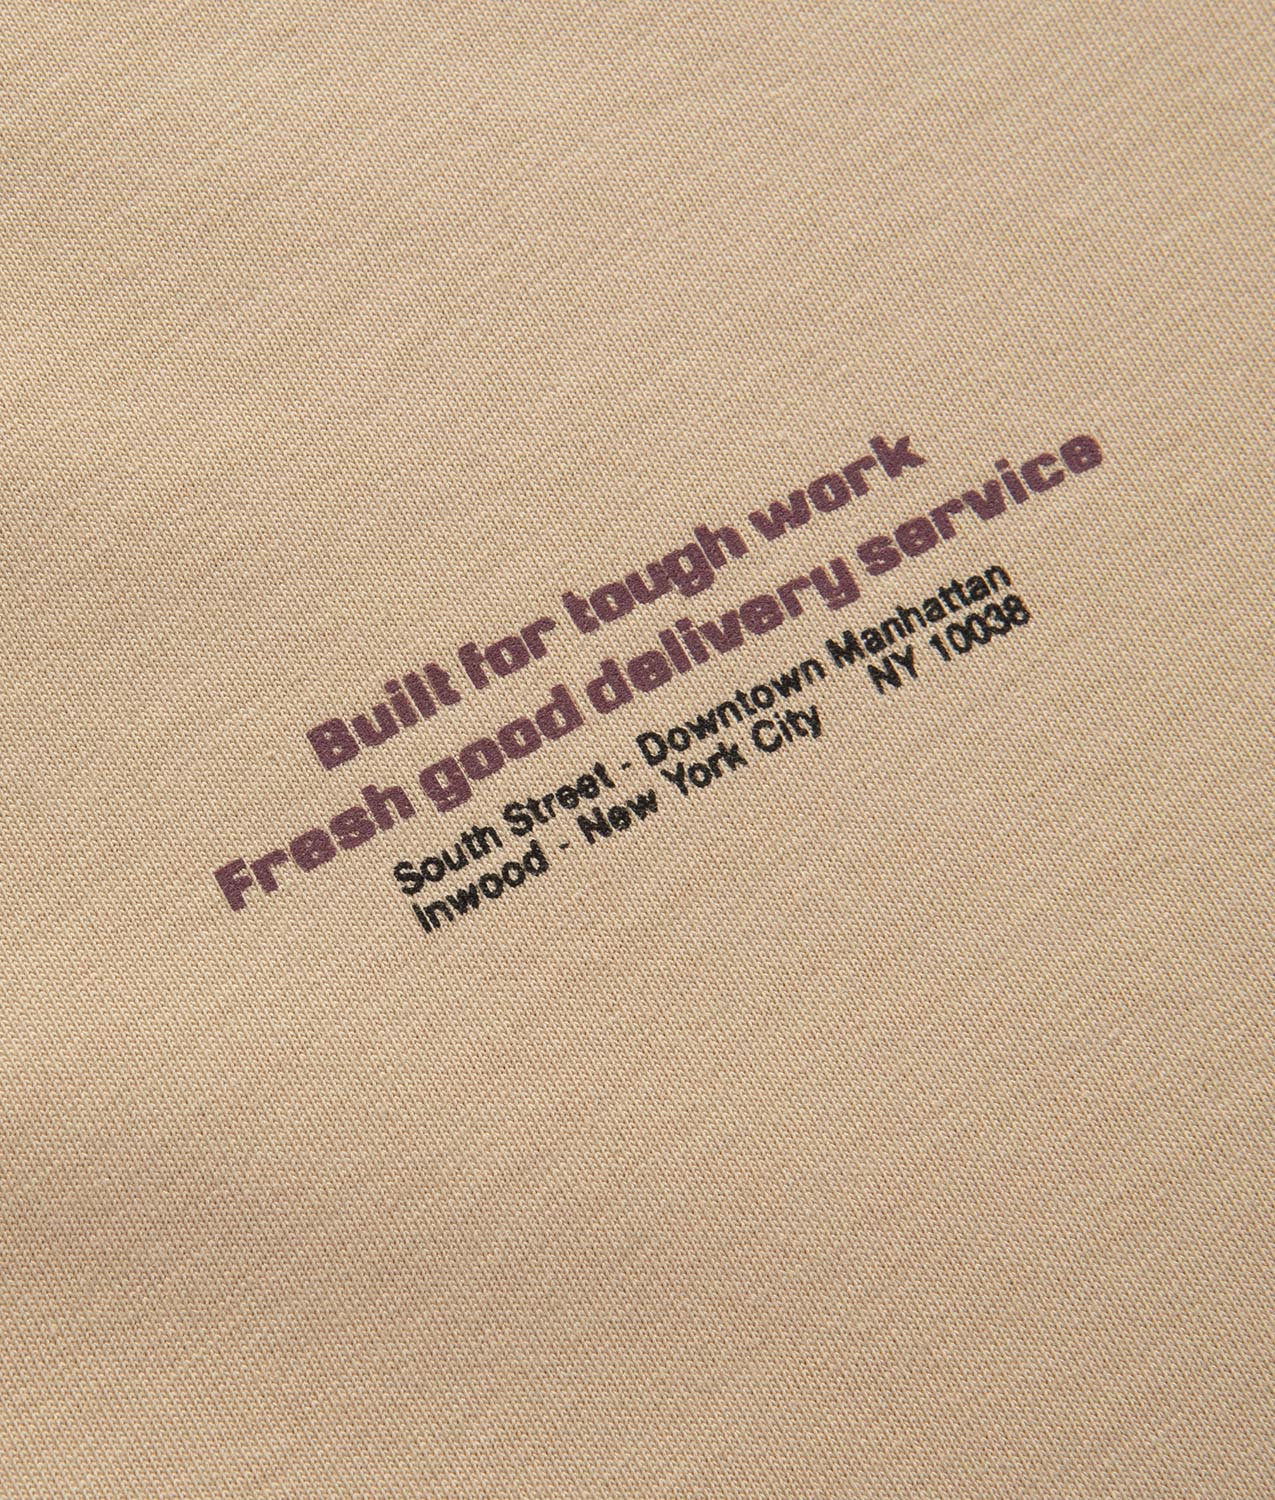 Built for tough work
Fresh good delivery service
South Street - Downtown Manhattan
Inwood - New York City NY 10038